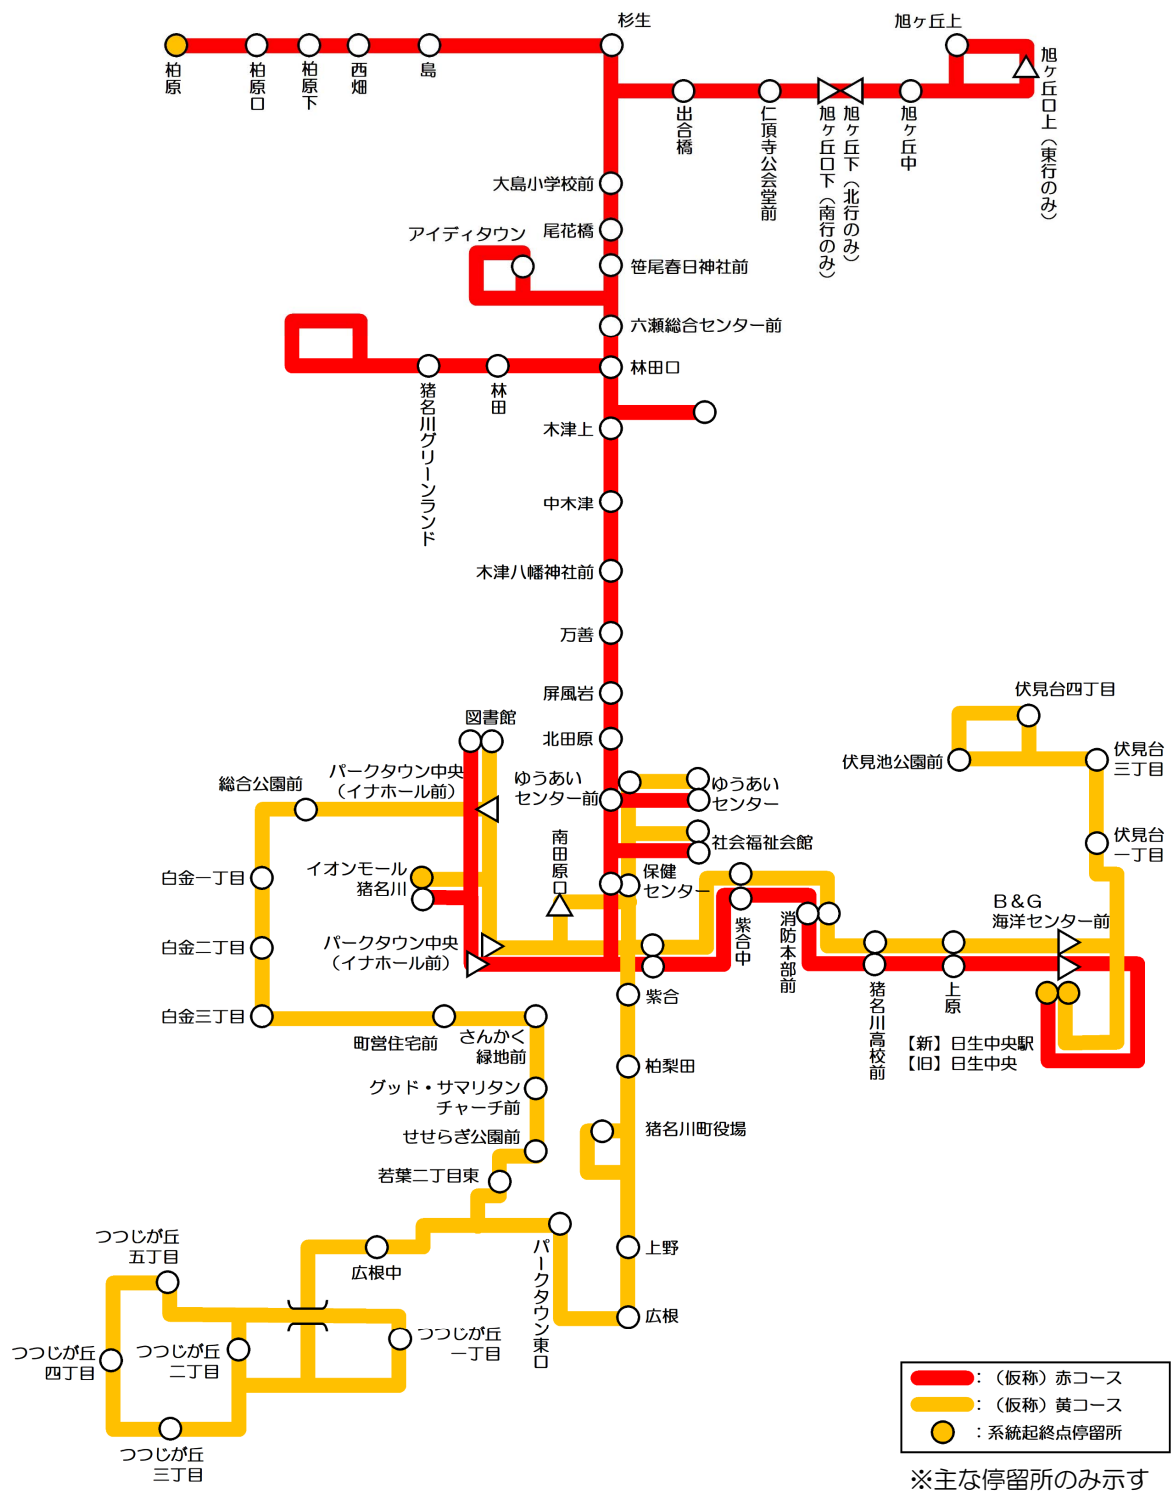 杉生
旭ヶ丘上
柏原
柏原口
柏原下
西畑
島
出合橋
仁頂寺公会堂前
旭ヶ丘口下（南行のみ）
旭ヶ丘下（北行のみ）
旭ヶ丘中
旭ヶ丘口上（東行のみ）
大島小学校前
尾花橋
アイディタウン
笹尾春日神社前
六瀬総合センター前
林田口
林田
猪名川グリーンランド
木津上
中木津
木津八幡神社前
万善
屏風岩
北田原
図書館
パークタウン中央
（イナホール前）
総合公園前
ゆうあい
センター前
ゆうあい
センター
社会福祉会館
南田原口
保健
センター
イオンモール
猪名川
パークタウン中央
（イナホール前）
白金一丁目
白金二丁目
白金三丁目
町営住宅前
さんかく
緑地前
グッド・サマリタン
チャーチ前
せせらぎ公園前
若葉二丁目東
広根中
パークタウン東口
紫合
紫合中
消防本部前
猪名川高校前
上原
Ｂ＆Ｇ
海洋センター前
【新】日生中央駅
【旧】日生中央
伏見台四丁目
伏見池公園前
伏見台
三丁目
伏見台
一丁目
柏梨田
猪名川町役場
上野
広根
つつじが丘
五丁目
つつじが丘
四丁目
つつじが丘
二丁目
つつじが丘
三丁目
つつじが丘
一丁目
：（仮称）赤コース
：（仮称）黄コース
：系統起終点停留所
※主な停留所のみ示す